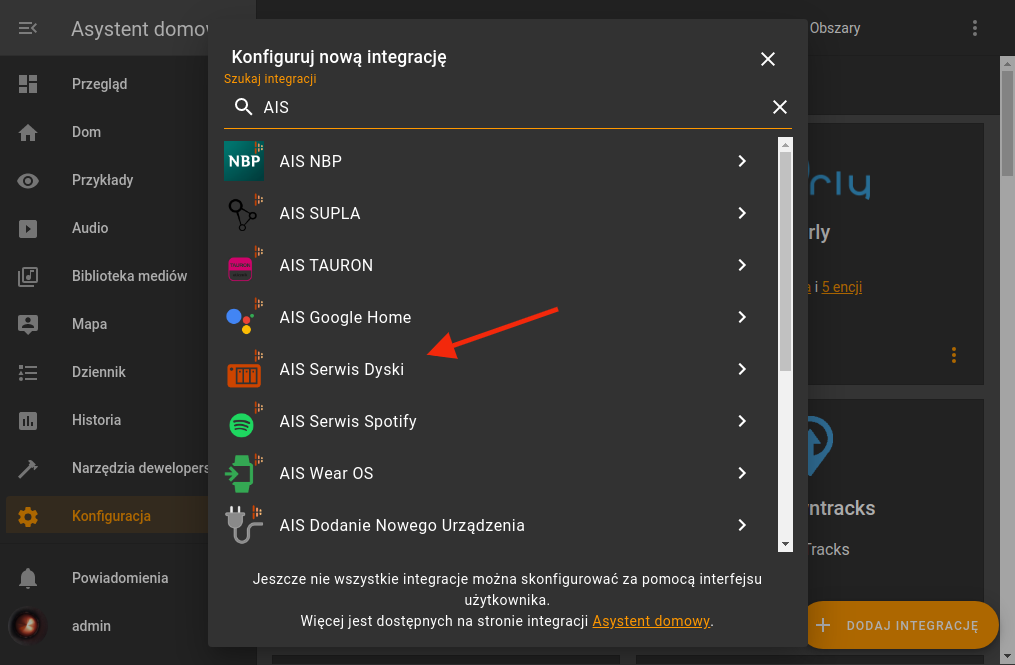 Asystent domow
Przegląd
Dom
Przykłady
Audio
Biblioteka mediów
Mapa
Dziennik
Historia
Narzędzia dewelopers
Konfiguracja
Powiadomienia
admin
Konfiguruj nową integrację
Szukaj integracji
AIS
NBP
AIS NBP
AIS SUPLA
AIS TAURON
AIS Google Home
AIS Serwis Dyski
AIS Serwis Spotify
AIS Wear OS
AIS Dodanie Nowego Urządzenia
Jeszcze nie wszystkie integracje można skonfigurować za pomocą interfejsu
użytkownika.
Więcej jest dostępnych na stronie integracji Asystent domowy.
Obszary
rly
rly
a i 5 encji
ntracks
Tracks
DODAJ INTEGRACJĘ